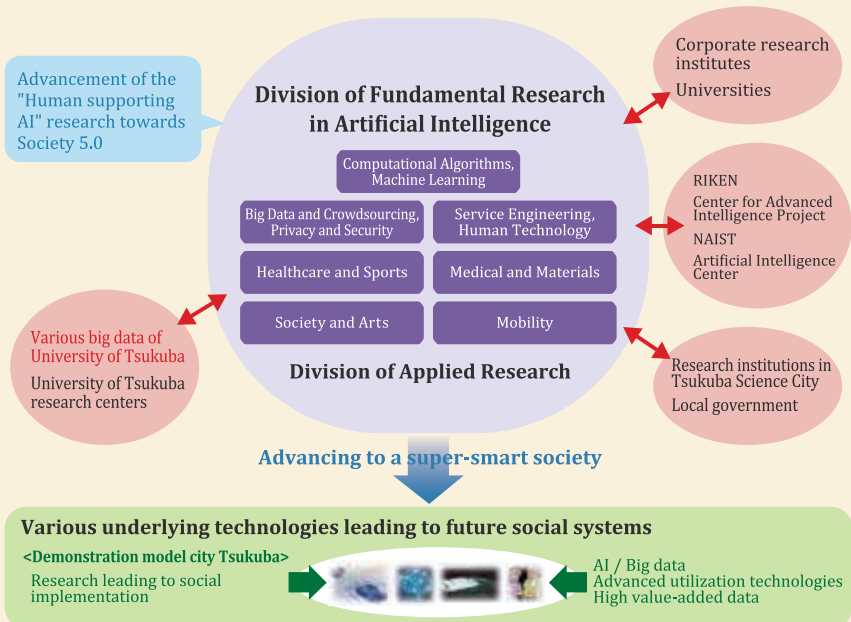 Advancement of the
"Human supporting
AI" research towards
Society 5.0
Division of Fundamental Research
in Artificial Intelligence
Computational Algorithms,
Machine Learning
Big Data and Crowdsourcing,
Privacy and Security
Service Engineering,
Human Technology
Healthcare and Sports
Medical and Materials
Society and Arts
Mobility
Division of Applied Research
Corporate research
institutes
Universities
RIKEN
Center for Advanced
Intelligence Project
NAIST
Artificial Intelligence
Center
Various big data of
University of Tsukuba
University of Tsukuba
research centers
Research institutions in
Tsukuba Science City
Local government
Advancing to a super-smart society
Various underlying technologies leading to future social systems
<Demonstration model city Tsukuba>
Research leading to social
implementation
AI / Big data
Advanced utilization technologies
High value-added data